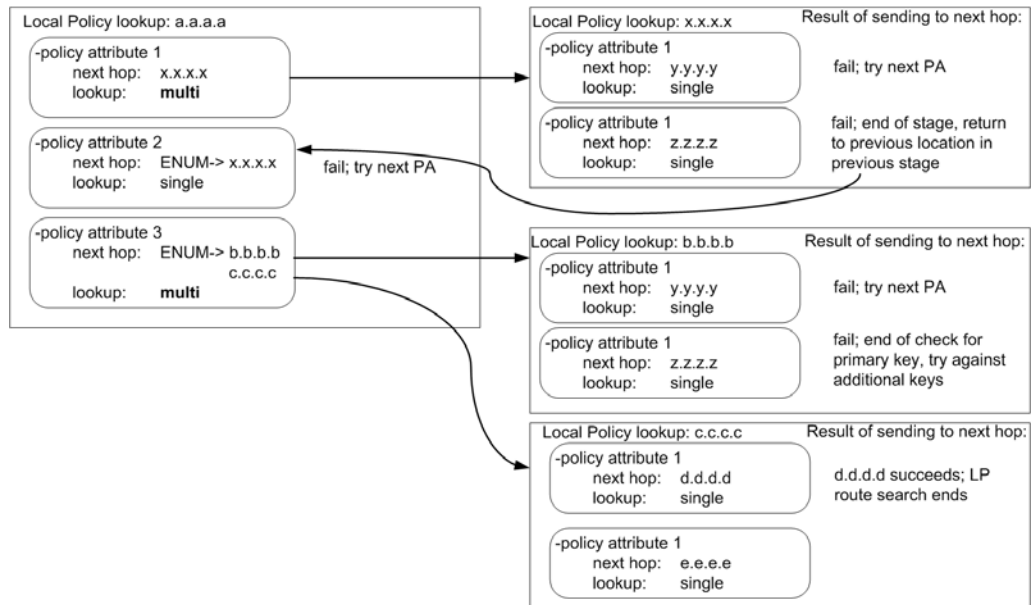 Local Policy lookup: a.a.a.a
-policy attribute 1
next hop: x.x.x.x
lookup: multi
-policy attribute 2
next hop: ENUM-> x.x.x.x
lookup: single
fail; try next PA
-policy attribute 3
next hop: ENUM-> b.b.b.b
c.c.c.c
lookup: multi
Local Policy lookup: x.x.x.x
Result of sending to next hop:
-policy attribute 1
next hop: y.y.y.y
lookup: single
fail; try next PA
-policy attribute 1
next hop: z.z.z.z
lookup: single
fail; end of stage, return
to previous location in
previous stage
Local Policy lookup: b.b.b.b
Result of sending to next hop:
-policy attribute 1
next hop: y.y.y.y
lookup: single
fail; try next PA
-policy attribute 1
next hop: z.z.z.z
lookup: single
fail; end of check for
primary key, try against
additional keys
Local Policy lookup: c.c.c.c
Result of sending to next hop:
-policy attribute 1
next hop: d.d.d.d
lookup: single
d.d.d.d succeeds; LP
route search ends
-policy attribute 1
next hop: e.e.e.e
lookup: single